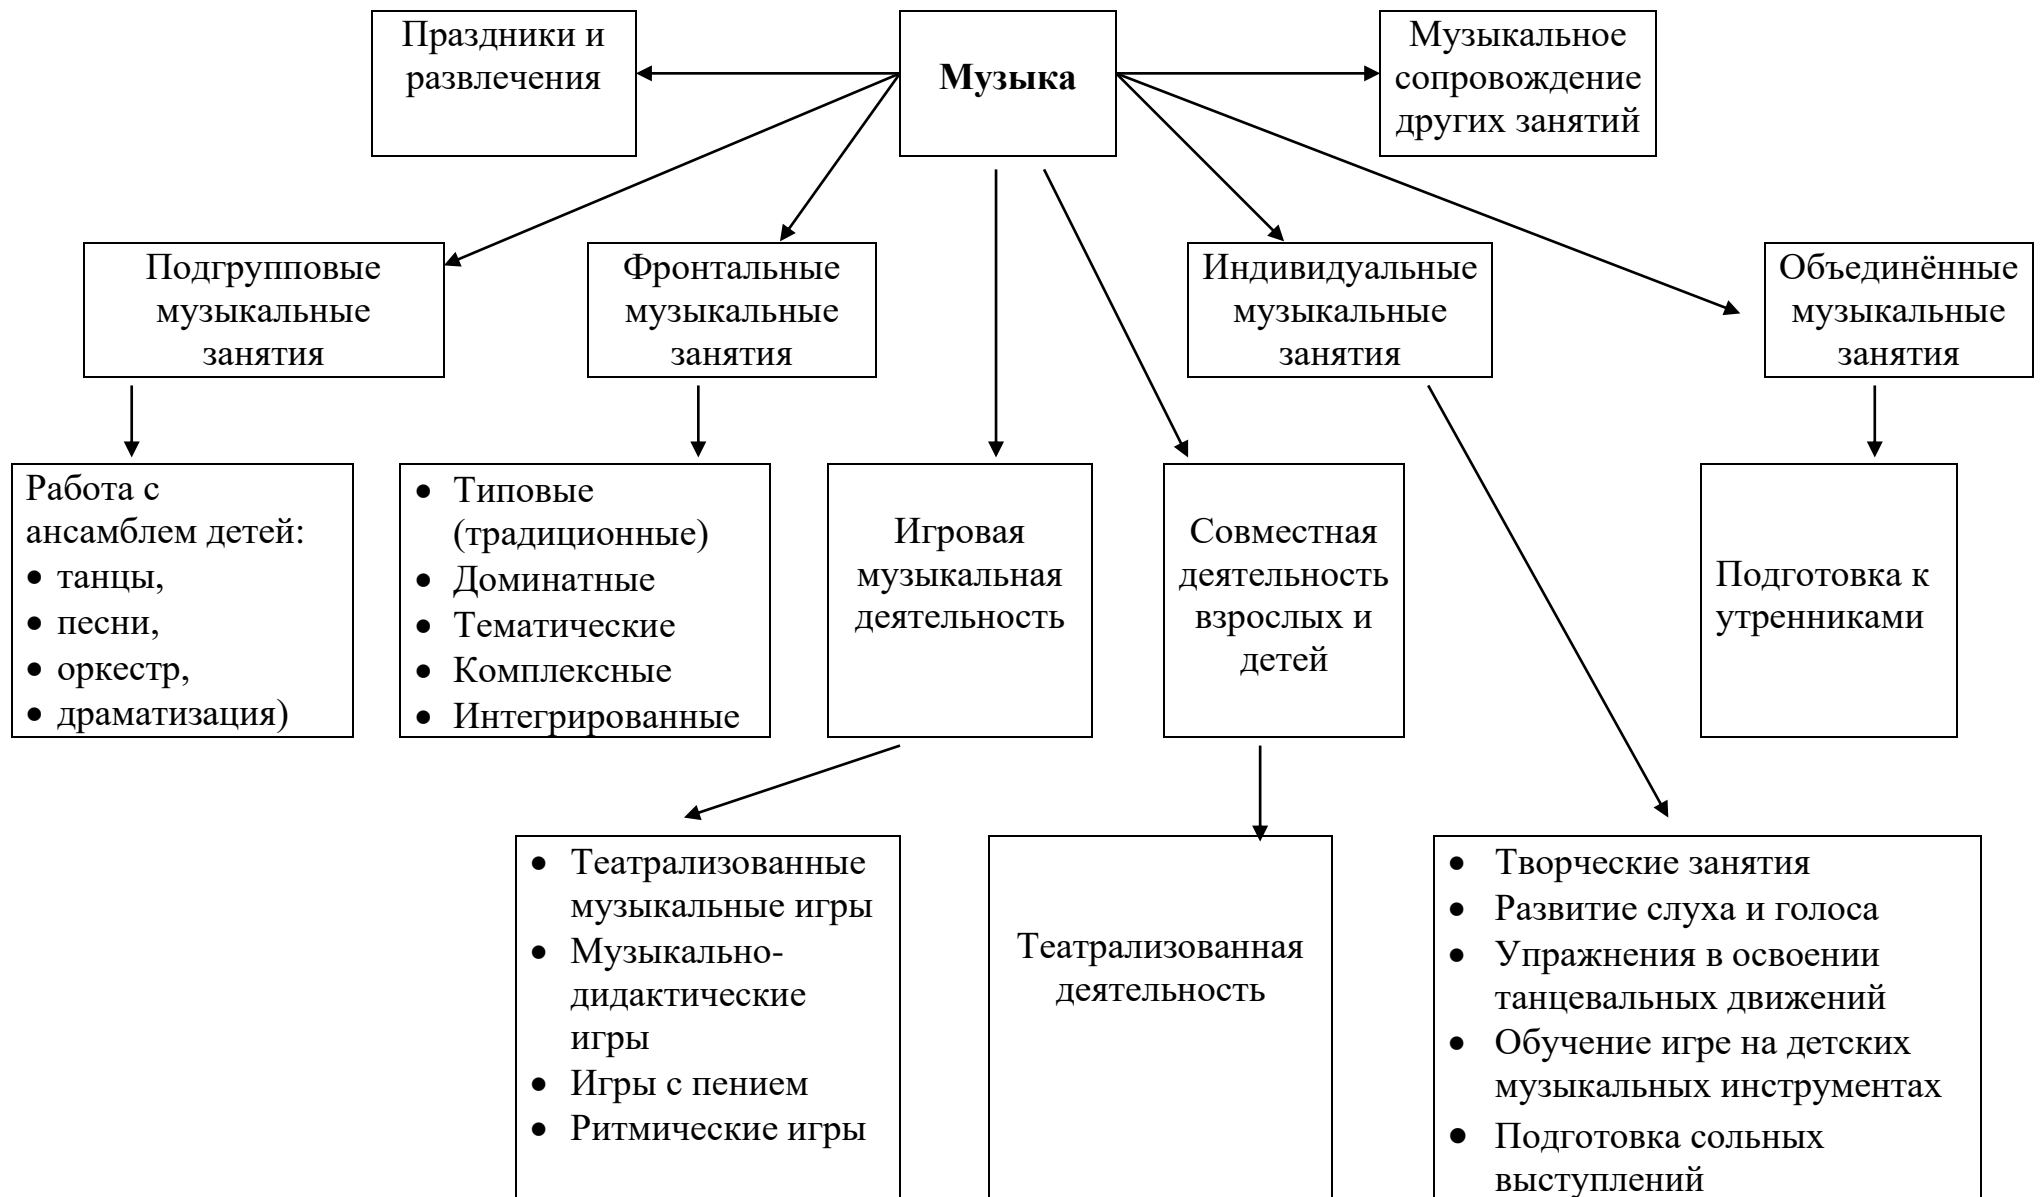 Праздники и
развлечения
Музыка
Музыкальное
сопровождение
других занятий
Подгрупповые
музыкальные
занятия
Фронтальные
музыкальные
занятия
Индивидуальные
музыкальные
занятия
Объединённые
музыкальные
занятия
Работа с
ансамблем детей:
• танцы,
• песни,
• оркестр,
• драматизация)
• Типовые
(традиционные)
• Доминатные
• Тематические
• Комплексные
• Интегрированные
Игровая
музыкальная
деятельность
Совместная
деятельность
взрослых и
детей
Подготовка к
утренниками
• Театрализованные
музыкальные игры
• Музыкально-
дидактические
игры
• Игры с пением
• Ритмические игры
Театрализованная
деятельность
• Творческие занятия
• Развитие слуха и голоса
• Упражнения в освоении
танцевальных движений
• Обучение игре на детских
музыкальных инструментах
• Подготовка сольных
выступлений